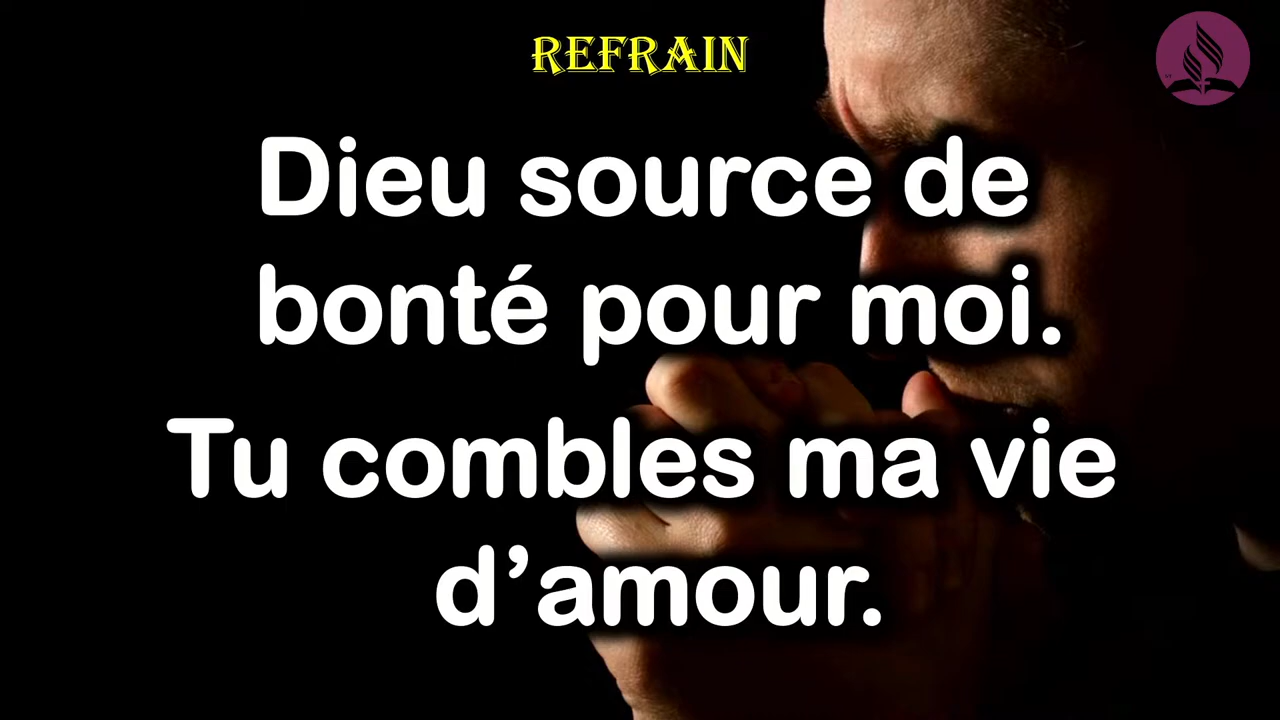 REFRAIN
Dieu source de
bonté pour moi.
Tu combles ma vie
d’amour.